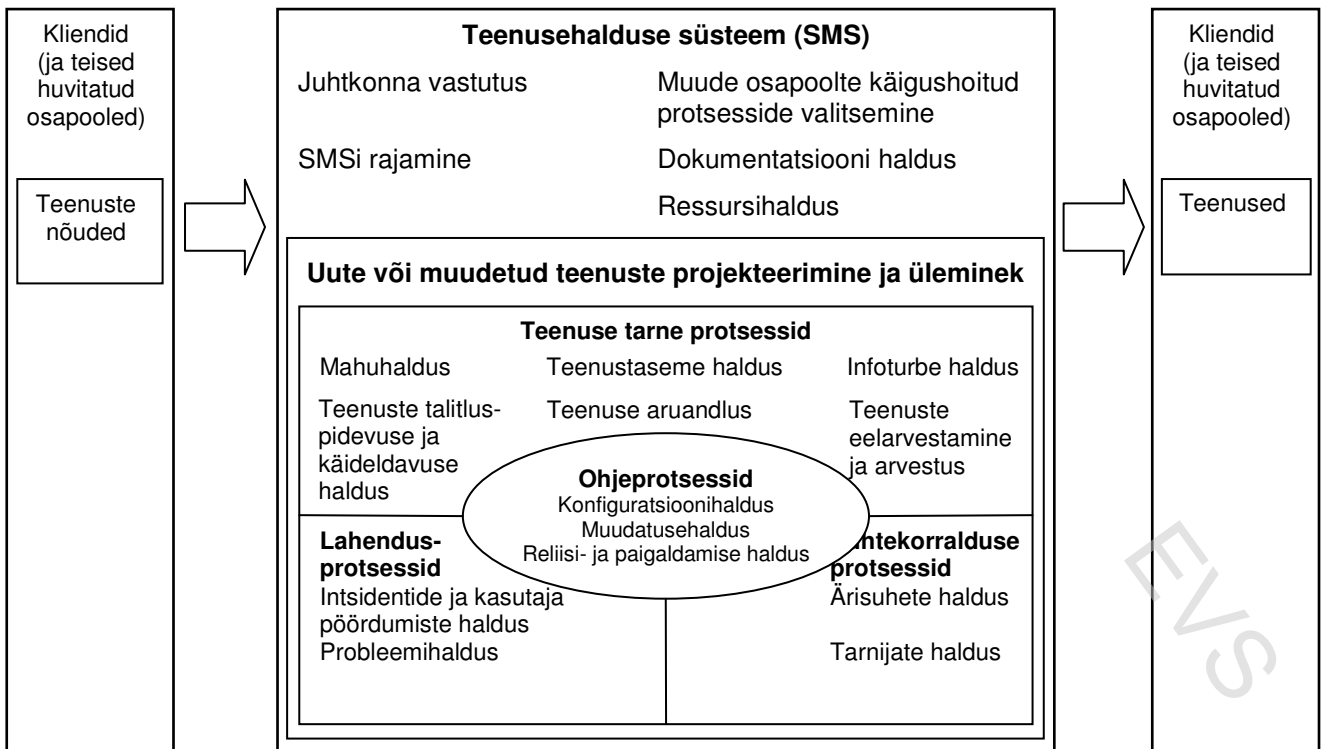 Kliendid
(ja teised
huvitatud
osapooled)
Teenuste
nõuded
Teenusehalduse süsteem (SMS)
Juhtkonna vastutus
Muude osapoolte käigushoitud
protsesside valitsemine
SMSi rajamine
Dokumentatsiooni haldus
Ressursihaldus
Uute või muudetud teenuste projekteerimine ja üleminek
Teenuse tarne protsessid
Mahuhaldus
Teenustaseme haldus
Infoturbe haldus
Teenuste talitlus-
pidevuse ja
käideldavuse
haldus
Teenuse aruandlus
Teenuste
eelarvestamine
ja arvestus
Ohjeprotsessid
Konfiguratsioonihaldus
Muudatusehaldus
Reliisi- ja paigaldamise haldus
Lahendus-
protsessid
Intsidentide ja kasutaja
pöördumiste haldus
Probleemihaldus
htekorralduse
protsessid
Ärisuhete haldus
Tarnijate haldus
Kliendid
(ja teised
huvitatud
osapooled)
Teenused
EVS